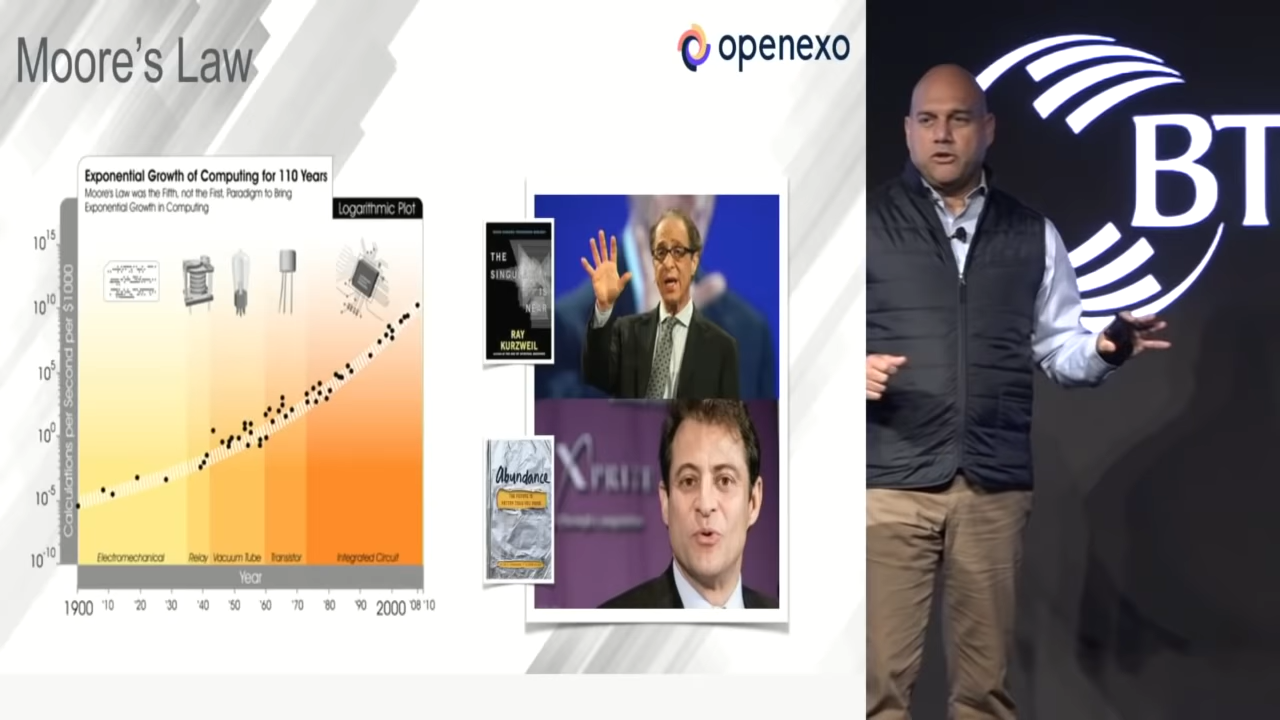 Moore's Law
openexo
Exponential Growth of Computing for 110 Years
Moore's Law was the Fifth, not the First, Paradigm to Bring
Exponential Growth in Computing
Logarithmic Plot
Calculations per Second per $1000
10^15
10^10
10^5
10^0
10^-5
10^-10
Electromechanical
Relay
Vacuum Tube
Transistor
Integrated Circuit
Year
1900
'10
'20
'30
'40
'50
'60
'70
'80
'90
2000
'08
'10
THE
IS
NEAR
RAY
KURZWEIL
Abundance
XPRIZE
BT